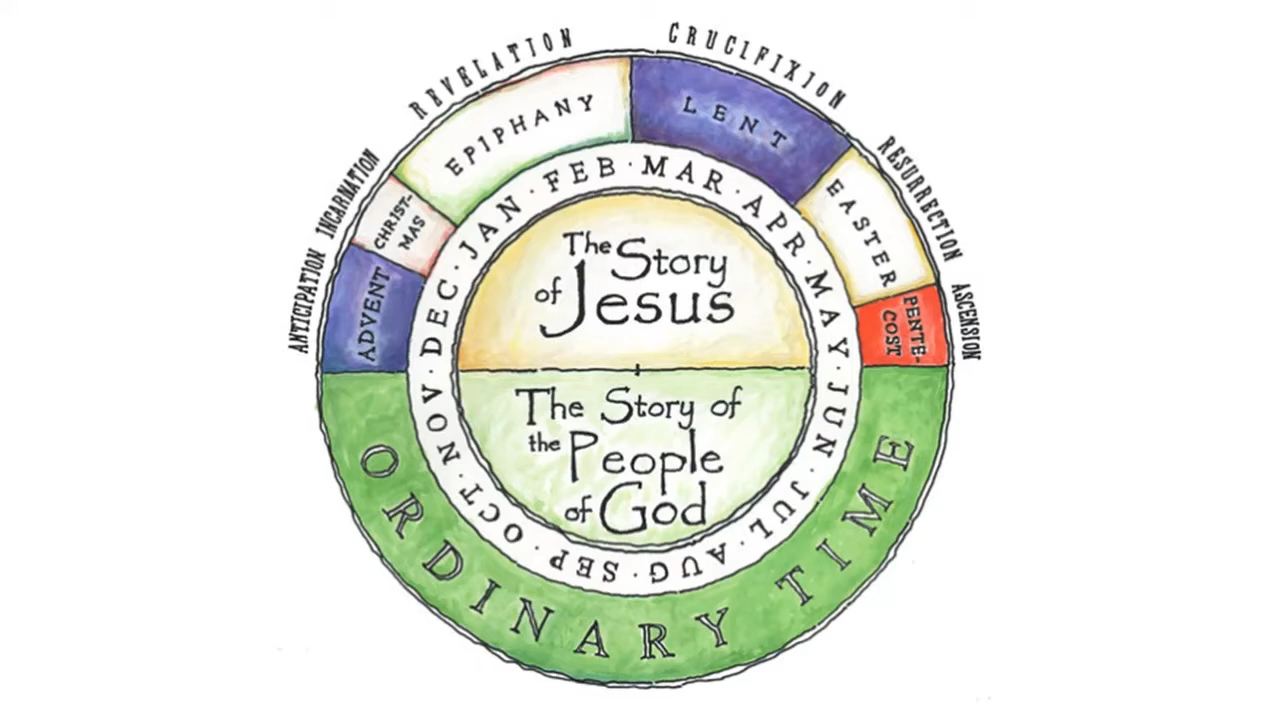 ANTICIPATION
INCARNATION
REVELATION
CRUCIFIXION
RESURRECTION
ASCENSION
ADVENT
CHRIST-
MAS
EPIPHANY
LENT
EASTER
PENTE-
COST
ORDINARY TIME
JAN · FEB · MAR · APR · MAY · JUN · JUL · AUG · SEP · OCT · NOV · DEC ·
The Story
of Jesus
The Story of
the People
of God